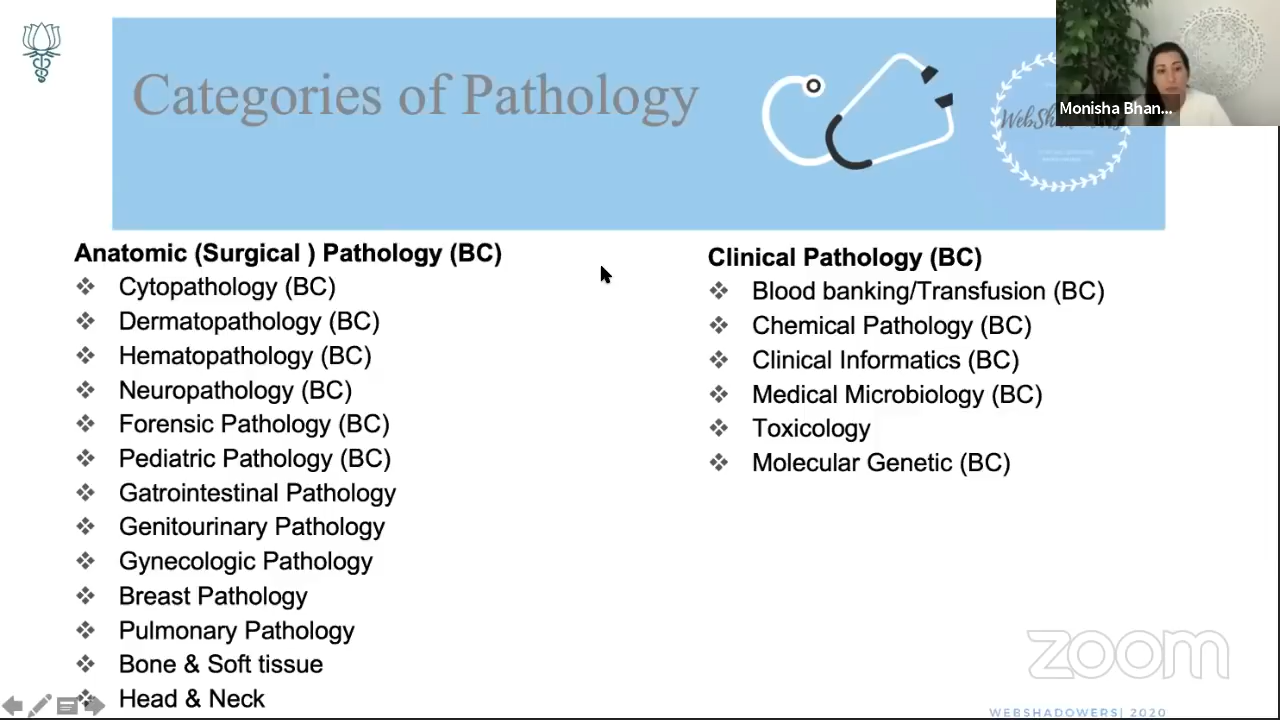 Categories of Pathology
Monisha Bhan...
Anatomic (Surgical ) Pathology (BC)
Cytopathology (BC)
Dermatopathology (BC)
Hematopathology (BC)
Neuropathology (BC)
Forensic Pathology (BC)
Pediatric Pathology (BC)
Gatrointestinal Pathology
Genitourinary Pathology
Gynecologic Pathology
Breast Pathology
Pulmonary Pathology
Bone & Soft tissue
Head & Neck
Clinical Pathology (BC)
Blood banking/Transfusion (BC)
Chemical Pathology (BC)
Clinical Informatics (BC)
Medical Microbiology (BC)
Toxicology
Molecular Genetic (BC)
zoom
WEBSHADOWERS| 2020